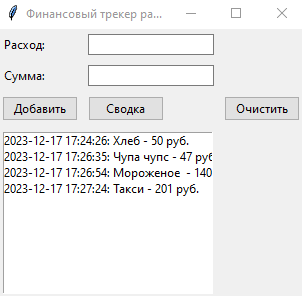 Финансовый трекер ра...
Расход:
Сумма:
Добавить Сводка Очистить
2023-12-17 17:24:26: Хлеб - 50 руб.
2023-12-17 17:26:35: Чупа чупс - 47 руб
2023-12-17 17:26:54: Мороженое - 140
2023-12-17 17:27:24: Такси - 201 руб.